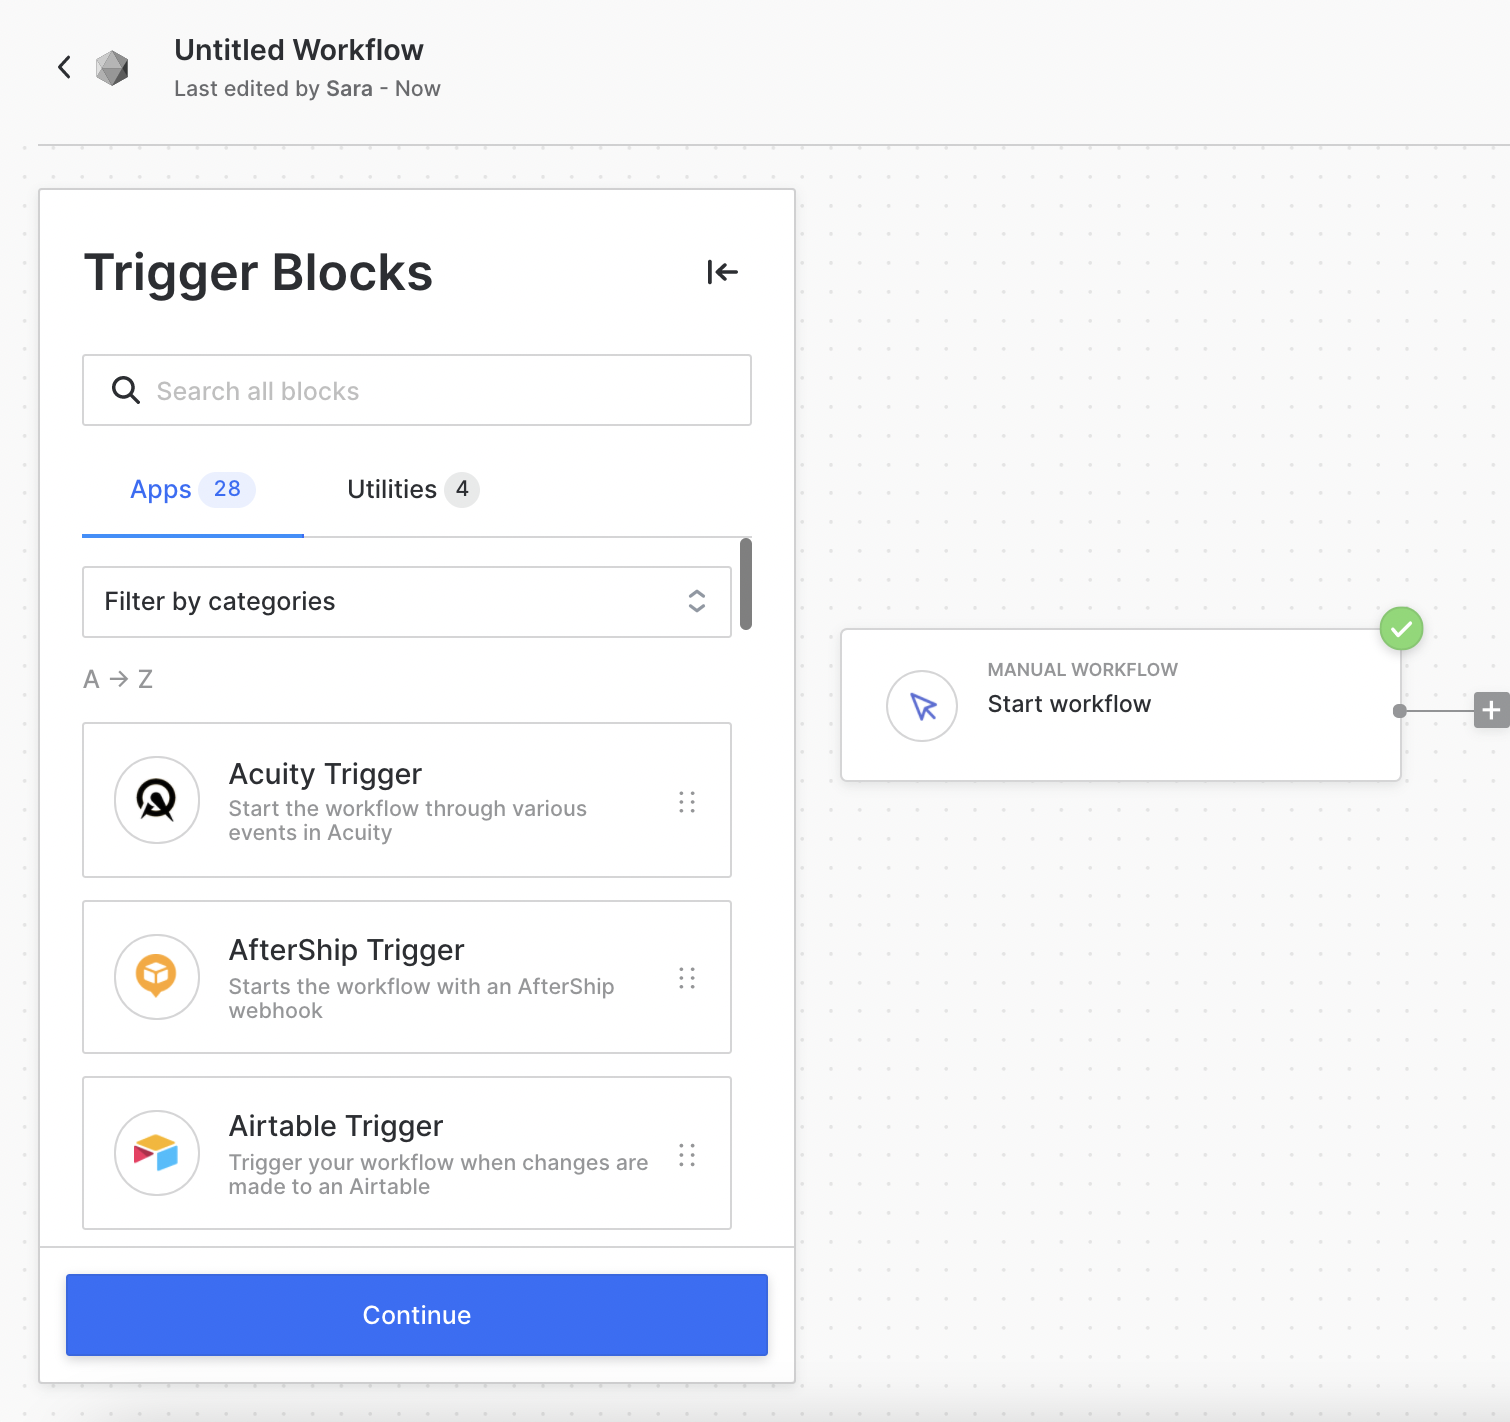 Untitled Workflow
Last edited by Sara - Now
Trigger Blocks
Search all blocks
Apps 28
Utilities 4
Filter by categories
A → Z
Acuity Trigger
Start the workflow through various
events in Acuity
AfterShip Trigger
Starts the workflow with an AfterShip
webhook
Airtable Trigger
Trigger your workflow when changes are
made to an Airtable
Continue
MANUAL WORKFLOW
Start workflow